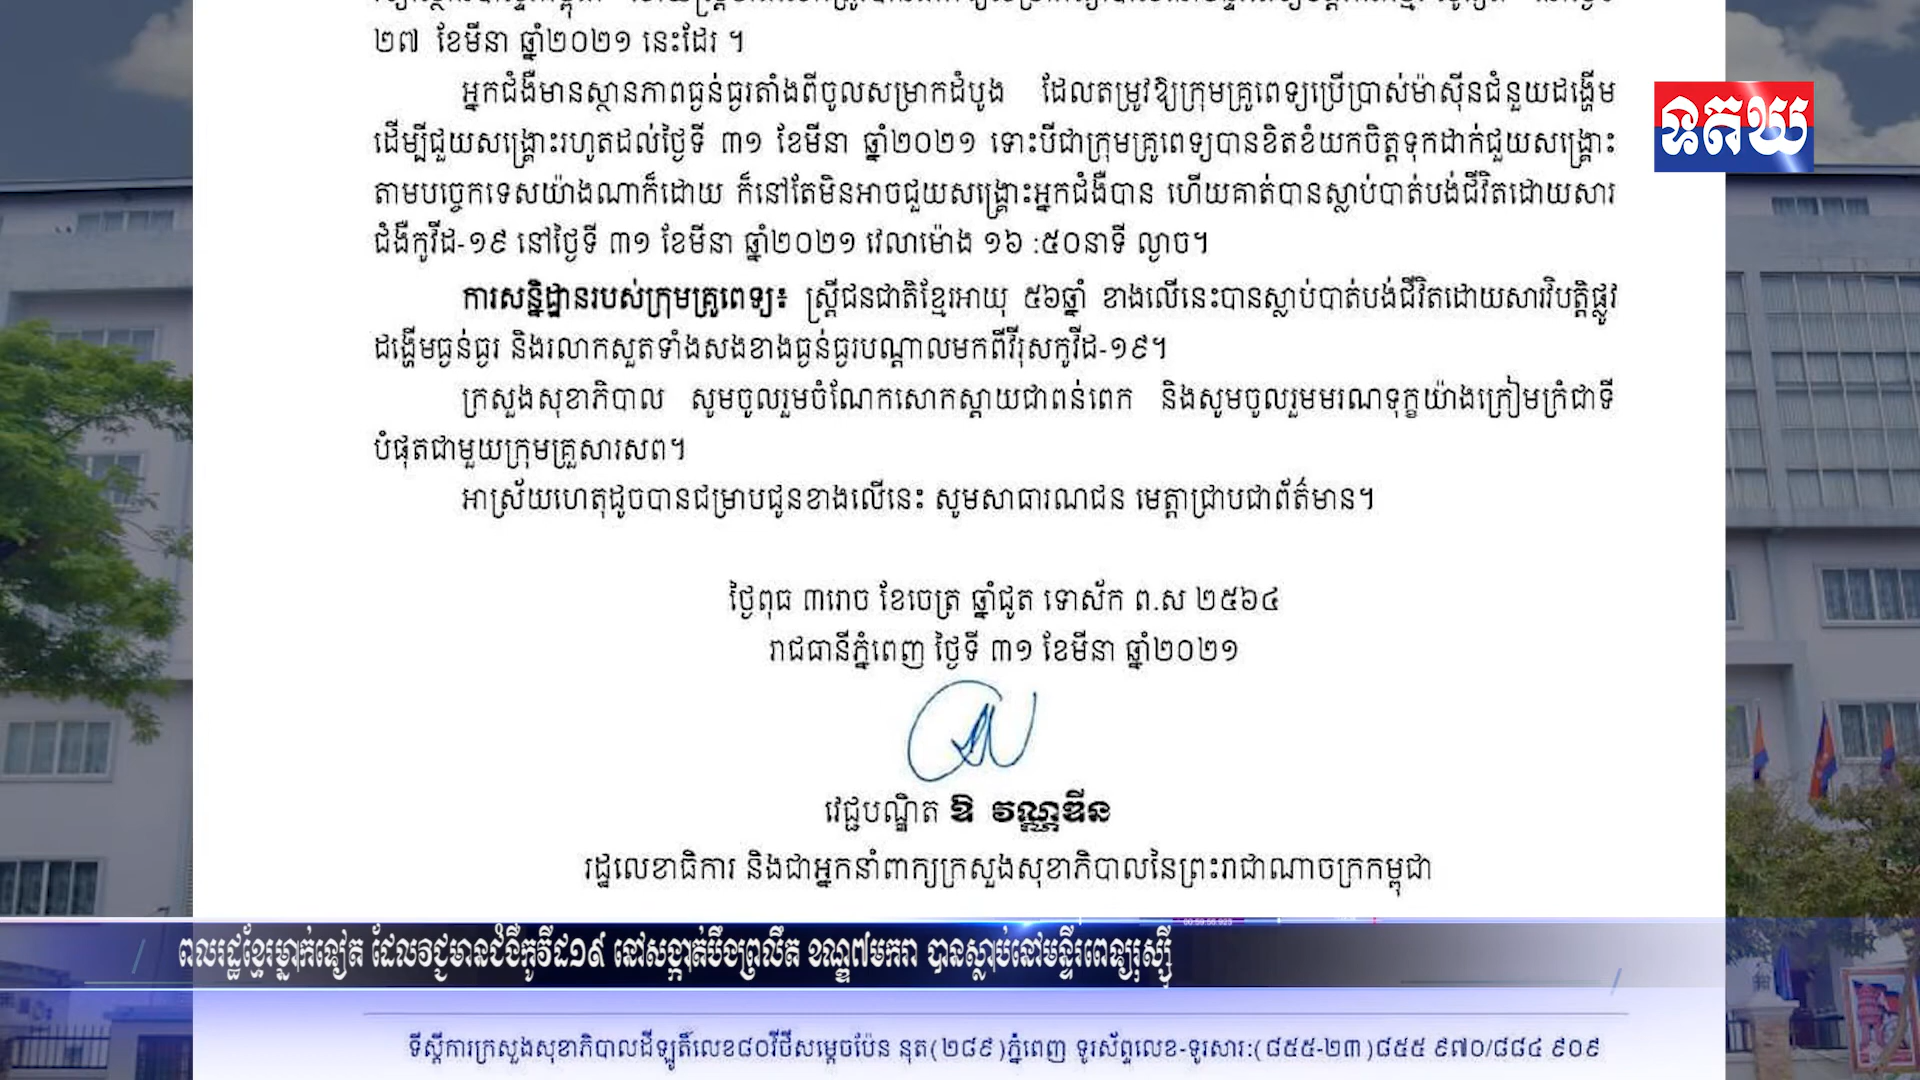 ២៧ ខែមីនា ឆ្នាំ២០២១ នេះដែរ ។
អ្នកជំងឺមានស្ថានភាពធ្ងន់ធ្ងរតាំងពីចូលសម្រាកដំបូង ដែលតម្រូវឱ្យក្រុមគ្រូពេទ្យប្រើប្រាស់ម៉ាស៊ីនជំនួយដង្ហើម
ដើម្បីជួយសង្គ្រោះរហូតដល់ថ្ងៃទី ៣១ ខែមីនា ឆ្នាំ២០២១ ទោះបីជាក្រុមគ្រូពេទ្យបានខិតខំយកចិត្តទុកដាក់ជួយសង្គ្រោះ
តាមបច្ចេកទេសយ៉ាងណាក៏ដោយ ក៏នៅតែមិនអាចជួយសង្គ្រោះអ្នកជំងឺបាន ហើយគាត់បានស្លាប់បាត់បង់ជីវិតដោយសារ
ជំងឺកូវីដ-១៩ នៅថ្ងៃទី ៣១ ខែមីនា ឆ្នាំ២០២១ វេលាម៉ោង ១៦ :៥០នាទី ល្ងាច។
ការសន្និដ្ឋានរបស់ក្រុមគ្រូពេទ្យ៖ ស្ត្រីជនជាតិខ្មែរអាយុ ៥៦ឆ្នាំ ខាងលើនេះបានស្លាប់បាត់បង់ជីវិតដោយសារវិបត្តិផ្លូវ
ដង្ហើមធ្ងន់ធ្ងរ និងរលាកសួតទាំងសងខាងធ្ងន់ធ្ងរបណ្តាលមកពីវីរុសកូវីដ-១៩។
ក្រសួងសុខាភិបាល សូមចូលរួមចំណែកសោកស្តាយជាពន់ពេក និងសូមចូលរួមមរណទុក្ខយ៉ាងក្រៀមក្រំជាទី
បំផុតជាមួយក្រុមគ្រួសារសព។
អាស្រ័យហេតុដូចបានជម្រាបជូនខាងលើនេះ សូមសាធារណជន មេត្តាជ្រាបជាព័ត៌មាន។
ថ្ងៃពុធ ៣រោច ខែចេត្រ ឆ្នាំជូត ទោស័ក ព.ស ២៥៦៤
រាជធានីភ្នំពេញ ថ្ងៃទី ៣១ ខែមីនា ឆ្នាំ២០២១
វេជ្ជបណ្ឌិត ឱ វណ្ណឌីន
រដ្ឋលេខាធិការ និងជាអ្នកនាំពាក្យក្រសួងសុខាភិបាលនៃព្រះរាជាណាចក្រកម្ពុជា
ពលរដ្ឋខ្មែរម្នាក់ទៀត ដែលវិជ្ជមានជំងឺកូវីដ១៩ នៅសង្កាត់បឹងព្រលឹត ខណ្ឌ៧មករា បានស្លាប់នៅមន្ទីរពេទ្យរុស្ស៊ី
ទីស្តីការក្រសួងសុខាភិបាលដីឡូត៍លេខ៨០វិថីសម្តេចប៉ែន នុត(២៨៩)ភ្នំពេញ ទូរស័ព្ទលេខ-ទូរសារ:(៨៥៥-២៣)៨៥៥ ៩៧០/៨៨៤ ៩០៩